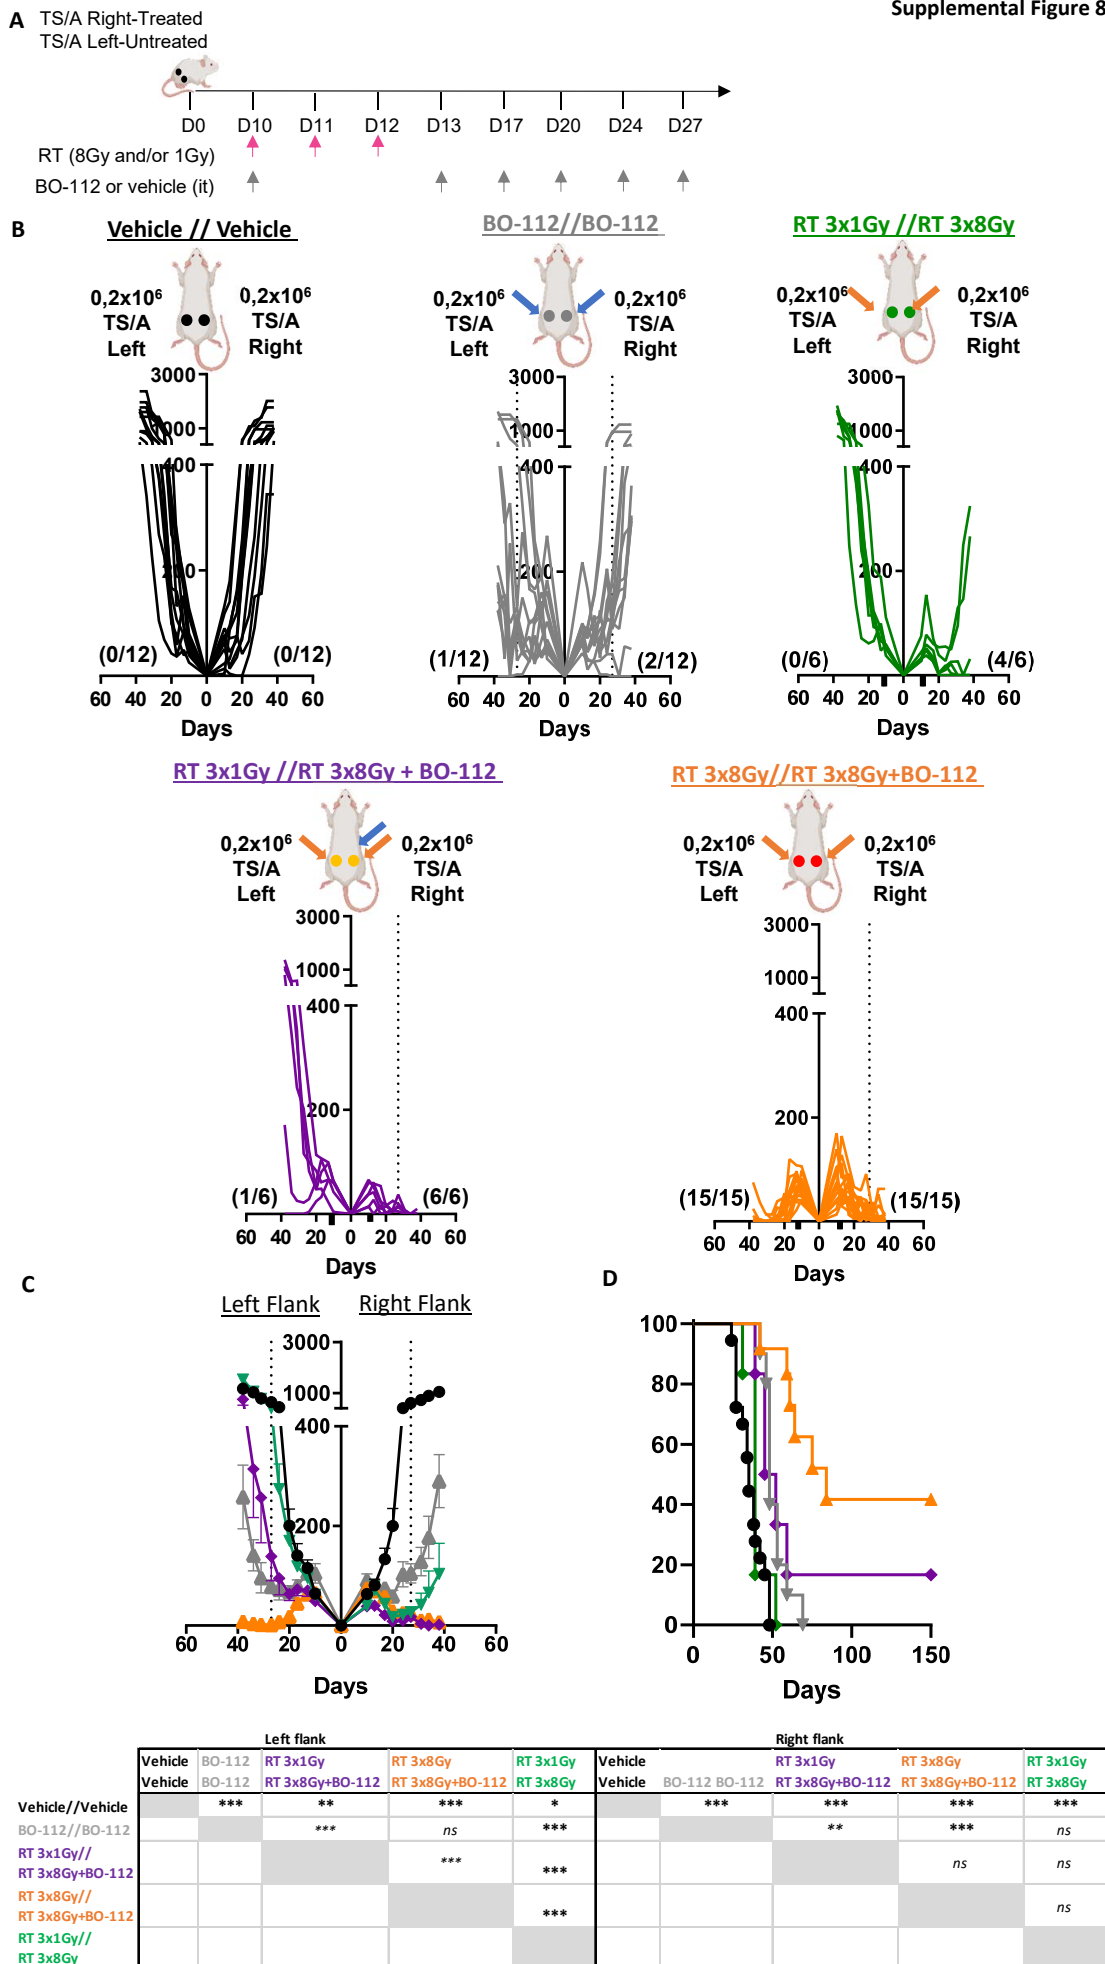 Supplemental Figure 8
A
TS/A Right-Treated
TS/A Left-Untreated
D0 D10 D11 D12 D13 D17 D20 D24 D27
RT (8Gy and/or 1Gy)
BO-112 or vehicle (it)
B
Vehicle // Vehicle
0,2x10⁶ TS/A Left
0,2x10⁶ TS/A Right
3000
1000
400
200
(0/12) (0/12)
60 40 20 0 20 40 60
Days
BO-112//BO-112
0,2x10⁶ TS/A Left
0,2x10⁶ TS/A Right
3000
1000
400
200
(1/12) (2/12)
60 40 20 0 20 40 60
Days
RT 3x1Gy //RT 3x8Gy
0,2x10⁶ TS/A Left
0,2x10⁶ TS/A Right
3000
1000
400
200
(0/6) (4/6)
60 40 20 0 20 40 60
Days
RT 3x1Gy //RT 3x8Gy + BO-112
0,2x10⁶ TS/A Left
0,2x10⁶ TS/A Right
3000
1000
400
200
(1/6) (6/6)
60 40 20 0 20 40 60
Days
RT 3x8Gy//RT 3x8Gy+BO-112
0,2x10⁶ TS/A Left
0,2x10⁶ TS/A Right
3000
1000
400
200
(15/15) (15/15)
60 40 20 0 20 40 60
Days
C
Left Flank Right Flank
3000
1000
400
200
60 40 20 0 20 40 60
Days
D
100
80
60
40
20
0
0 50 100 150
Days
Left flank Right flank
Vehicle BO-112 RT 3x1Gy RT 3x8Gy RT 3x1Gy Vehicle RT 3x1Gy RT 3x8Gy RT 3x1Gy
Vehicle BO-112 RT 3x8Gy+BO-112 RT 3x8Gy+BO-112 RT 3x8Gy Vehicle BO-112 BO-112 RT 3x8Gy+BO-112 RT 3x8Gy+BO-112 RT 3x8Gy
Vehicle//Vehicle *** ** *** * *** *** *** ***
BO-112//BO-112 *** ns *** ** *** ns
RT 3x1Gy//
RT 3x8Gy+BO-112 *** *** ns ns
RT 3x8Gy//
RT 3x8Gy+BO-112 *** ns
RT 3x1Gy//
RT 3x8Gy